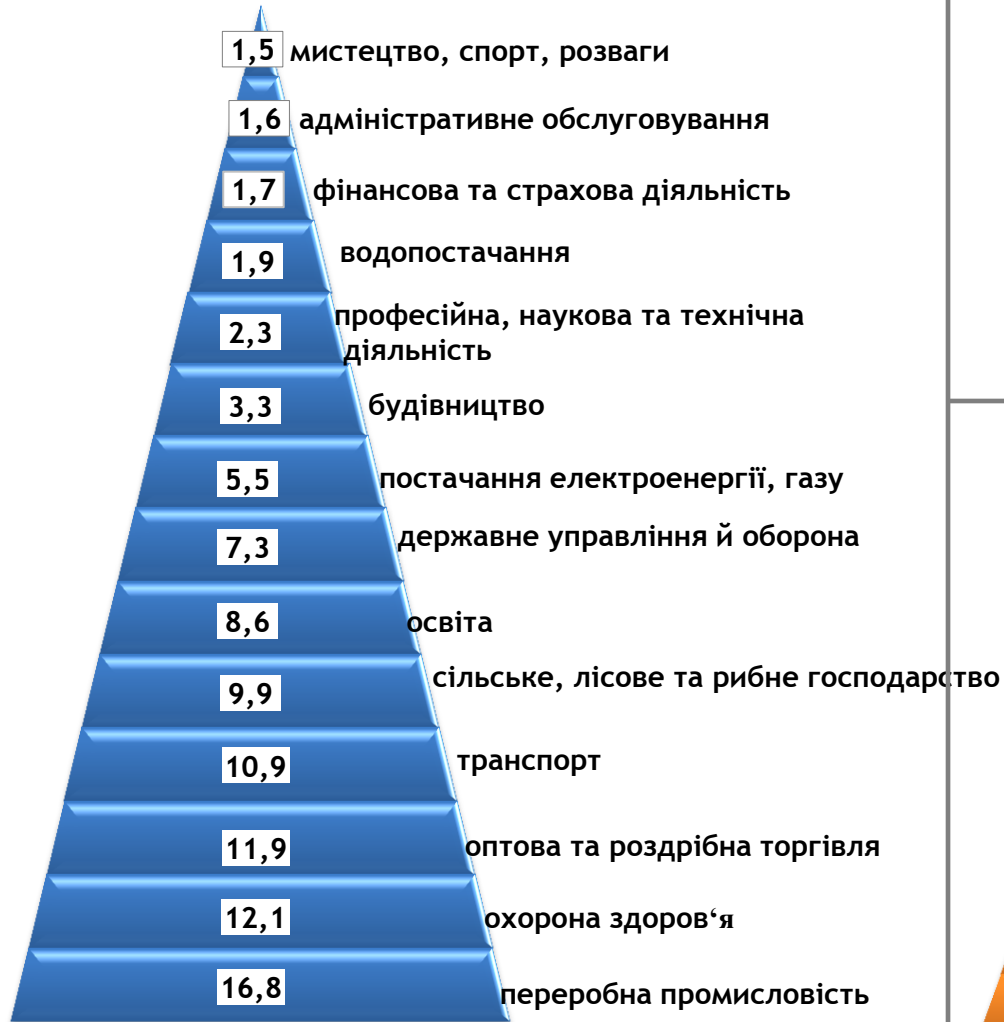 1,5 мистецтво, спорт, розваги
1,6 адміністративне обслуговування
1,7 фінансова та страхова діяльність
1,9 водопостачання
2,3 професійна, наукова та технічна
діяльність
3,3 будівництво
5,5 постачання електроенергії, газу
7,3 державне управління й оборона
8,6 освіта
9,9 сільське, лісове та рибне господарство
10,9 транспорт
11,9 оптова та роздрібна торгівля
12,1 охорона здоров‘я
16,8 переробна промисловість